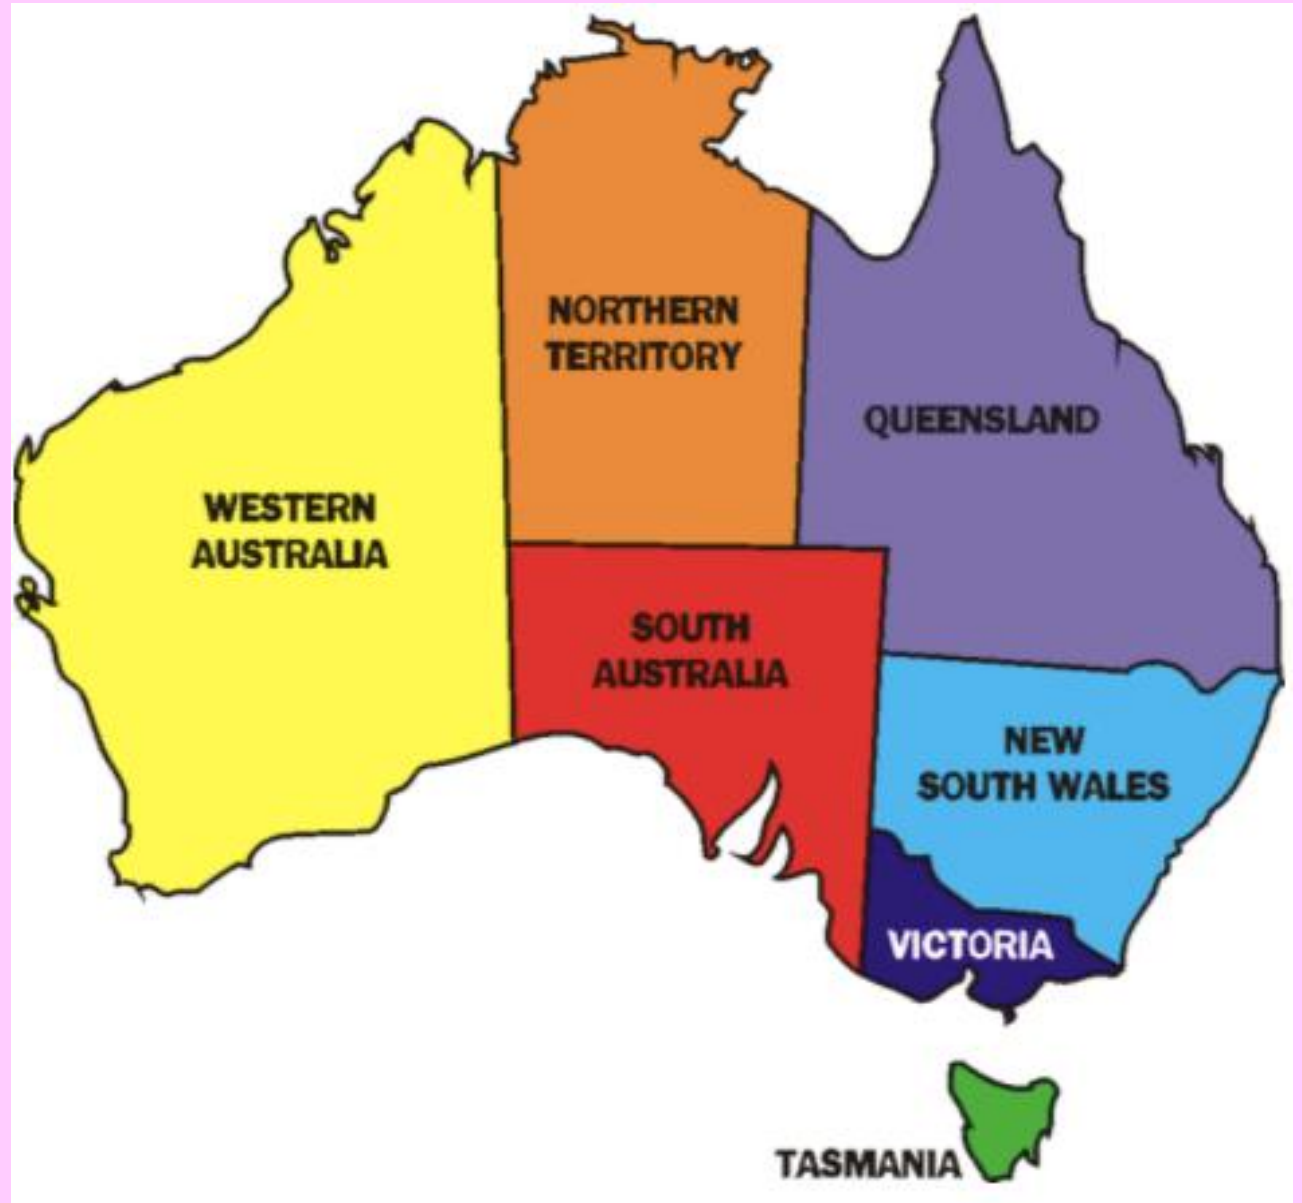 NORTHERN
TERRITORY
QUEENSLAND
WESTERN
AUSTRALIA
SOUTH
AUSTRALIA
NEW
SOUTH WALES
VICTORIA
TASMANIA